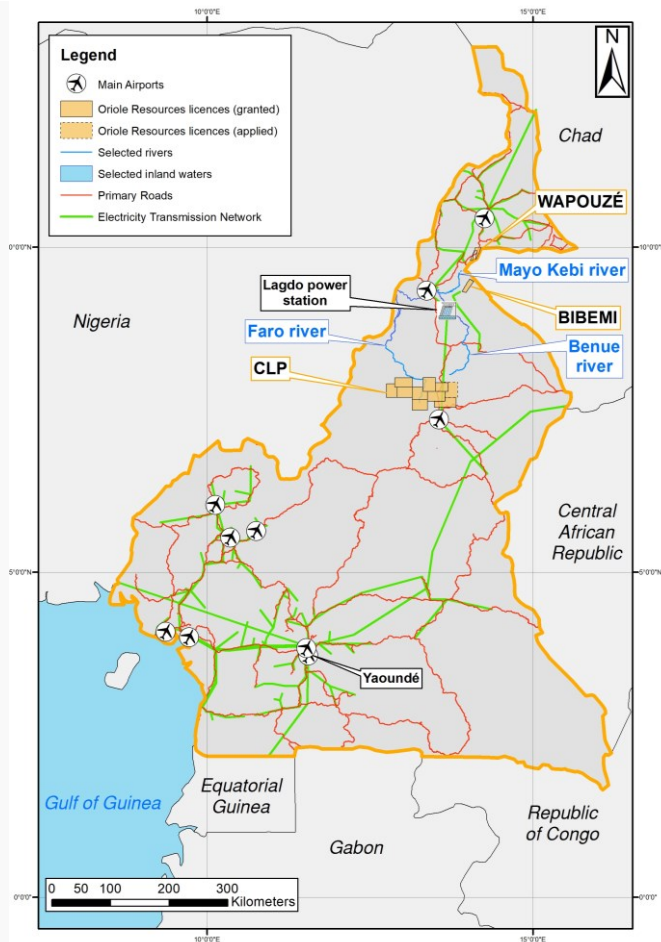 10°0'0"E
15°0'0"E
Legend
Main Airports
Oriole Resources licences (granted)
Oriole Resources licences (applied)
Selected rivers
Selected inland waters
Primary Roads
Electricity Transmission Network
N
Chad
WAPOUZÉ
10°0'0"N
0°0'0"N
Mayo Kebi river
Lagdo power
station
Nigeria
BIBEMI
Faro river
Benue
river
CLP
Central
African
Republic
5°0'0"N
5°0'0"N
Yaoundé
Gulf of Guinea
Equatorial
Guinea
Republic
of Congo
Gabon
0 50 100 200 300
Kilometers
0°0'0"
0°0'0"
10°0'0"E
15°0'0"E